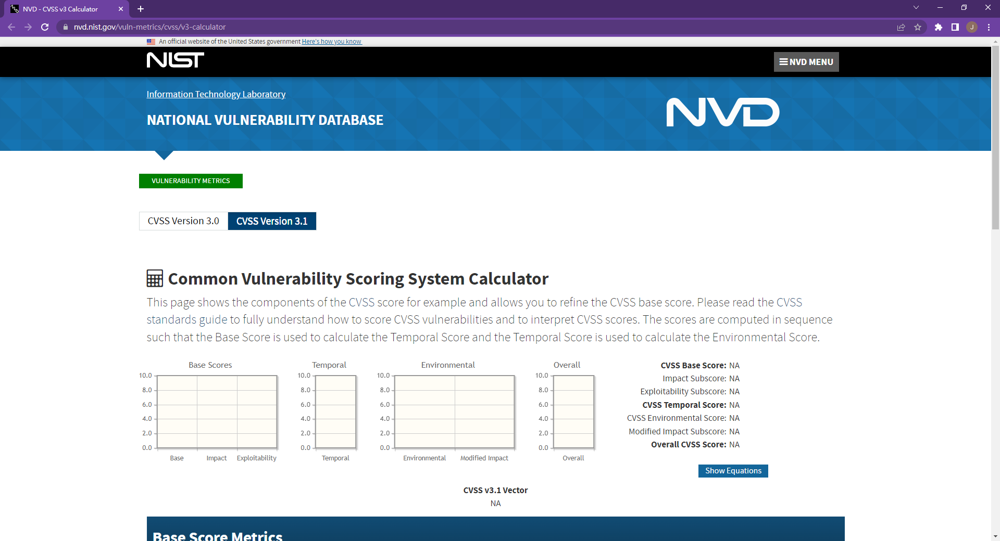 NVD - CVSS v3 Calculator
nvd.nist.gov/vuln-metrics/cvss/v3-calculator
J
An official website of the United States government Here's how you know
NIST
NVD MENU
Information Technology Laboratory
NATIONAL VULNERABILITY DATABASE
NVD
VULNERABILITY METRICS
CVSS Version 3.0
CVSS Version 3.1
Common Vulnerability Scoring System Calculator
This page shows the components of the CVSS score for example and allows you to refine the CVSS base score. Please read the CVSS
standards guide to fully understand how to score CVSS vulnerabilities and to interpret CVSS scores. The scores are computed in sequence
such that the Base Score is used to calculate the Temporal Score and the Temporal Score is used to calculate the Environmental Score.
Base Scores
10.0
8.0
6.0
4.0
2.0
0.0
Base Impact Exploitability
Temporal
10.0
8.0
6.0
4.0
2.0
0.0
Temporal
Environmental
10.0
8.0
6.0
4.0
2.0
0.0
Environmental Modified Impact
Overall
10.0
8.0
6.0
4.0
2.0
0.0
Overall
CVSS Base Score: NA
Impact Subscore: NA
Exploitability Subscore: NA
CVSS Temporal Score: NA
CVSS Environmental Score: NA
Modified Impact Subscore: NA
Overall CVSS Score: NA
Show Equations
CVSS v3.1 Vector
NA
Base Score Metrics